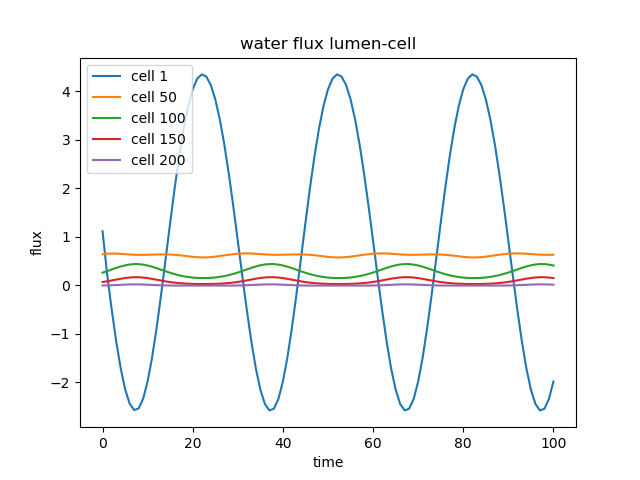 water flux lumen-cell
cell 1
cell 50
cell 100
cell 150
cell 200
4
3
2
1
0
−1
−2
flux
0 20 40 60 80 100
time